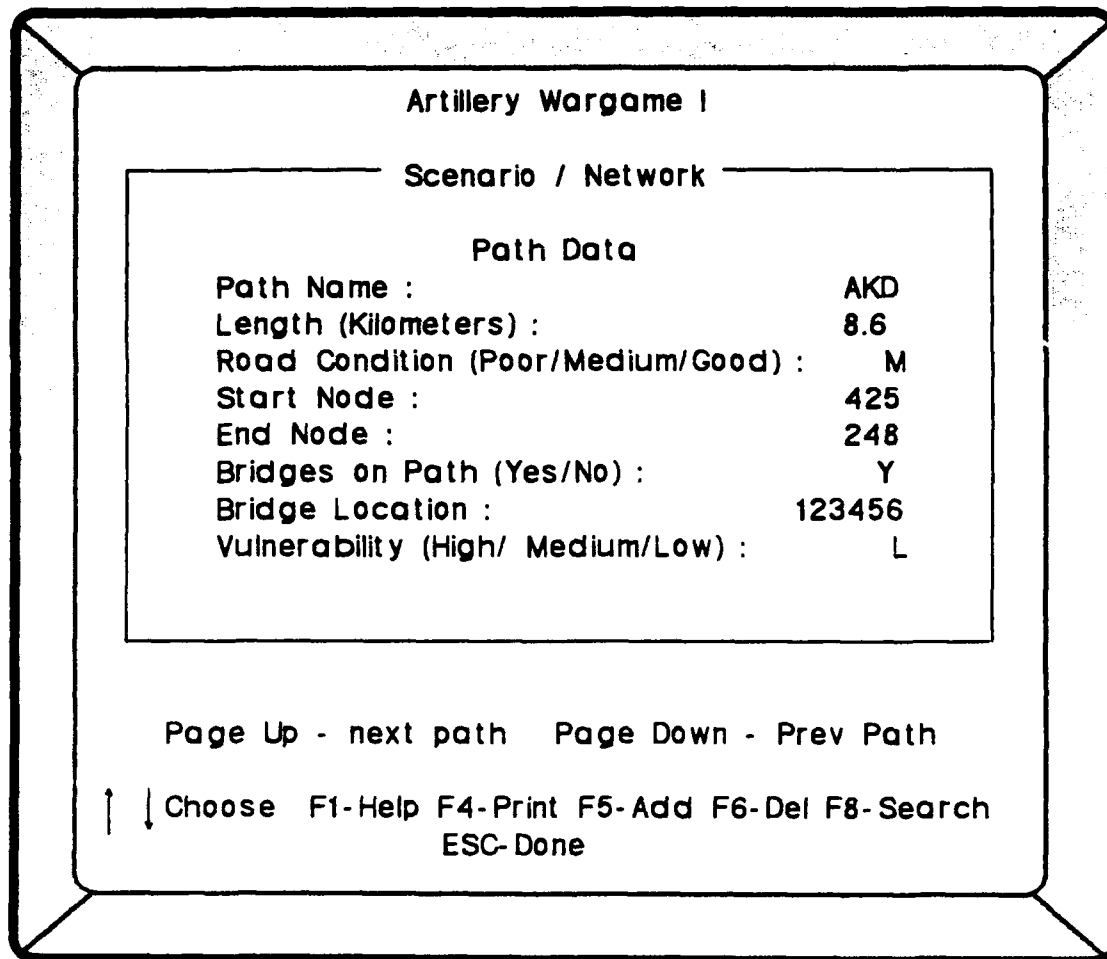 Artillery Wargame I
Scenario / Network
Path Data
Path Name : AKD
Length (Kilometers) : 8.6
Road Condition (Poor/Medium/Good) : M
Start Node : 425
End Node : 248
Bridges on Path (Yes/No) : Y
Bridge Location : 123456
Vulnerability (High/ Medium/Low) : L
Page Up - next path Page Down - Prev Path
↑ ↓ Choose F1-Help F4-Print F5-Add F6-Del F8-Search
ESC-Done